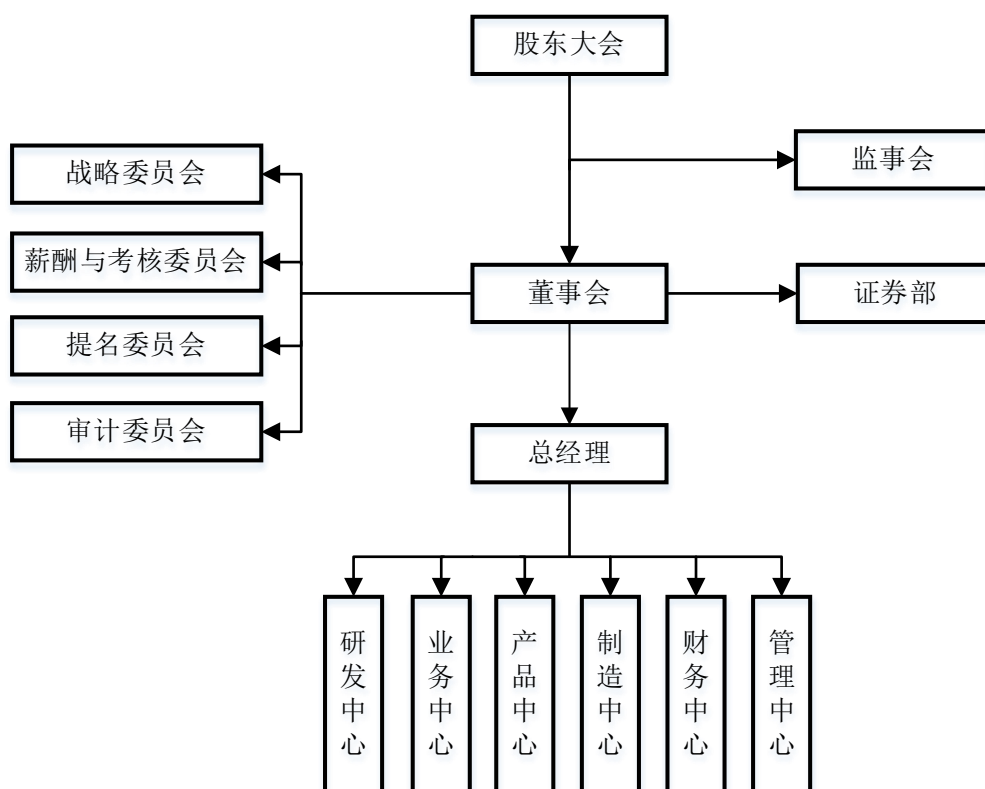 股东大会
监事会
战略委员会
薪酬与考核委员会
董事会
证券部
提名委员会
审计委员会
总经理
研发中心
业务中心
产品中心
制造中心
财务中心
管理中心